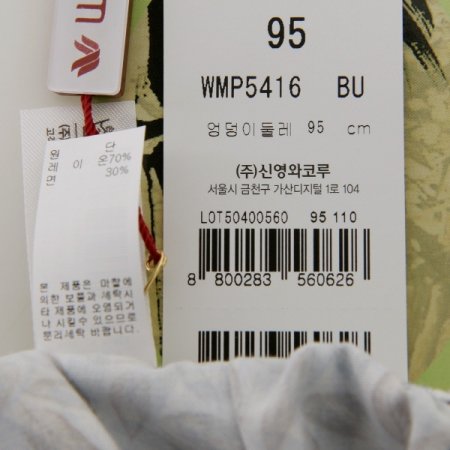 95
WMP5416 BU
엉덩이둘레 95 cm
(주)신영와코루
서울시 금천구 가산디지털 1로 104
LOT50400560 95 110
8 800283 560626
W
원 단
레 이 온70%
면 30%
본 제품은 마찰에
의한 보풀과 세탁시
타 제품에 오염되거
나 시킬수 있으므로
분리세탁 바랍니다.